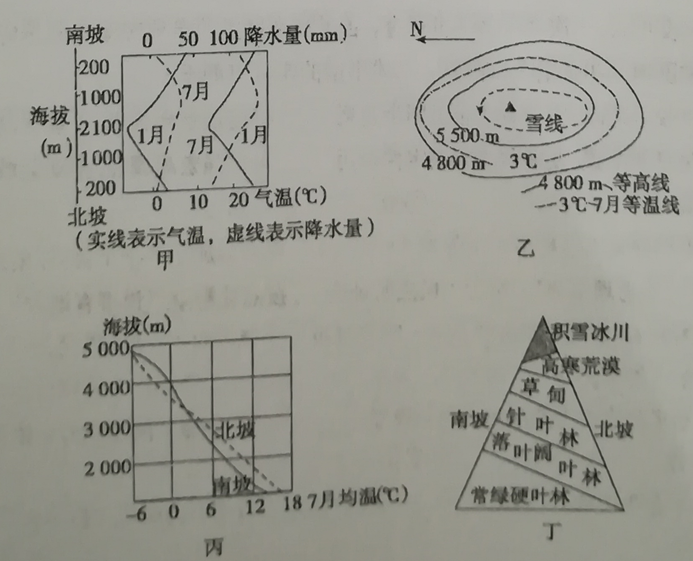 南坡 0 50 100 降水量(mm)
200
1000
海拔 2100
(m)
1000
200
7月
1月 7月 1月
0 10 20 气温(℃)
北坡
(实线表示气温，虚线表示降水量)
甲
N
雪线
5 500 m
4 800 m 3℃
4 800 m 等高线
3℃ 7月等温线
乙
海拔(m)
5 000
4 000
3 000
2 000
北坡
南坡
-6 0 6 12 18 7月均温(℃)
丙
积雪冰川
高寒荒漠
草甸
南坡 针叶林 北坡
落叶阔叶林
常绿硬叶林
丁